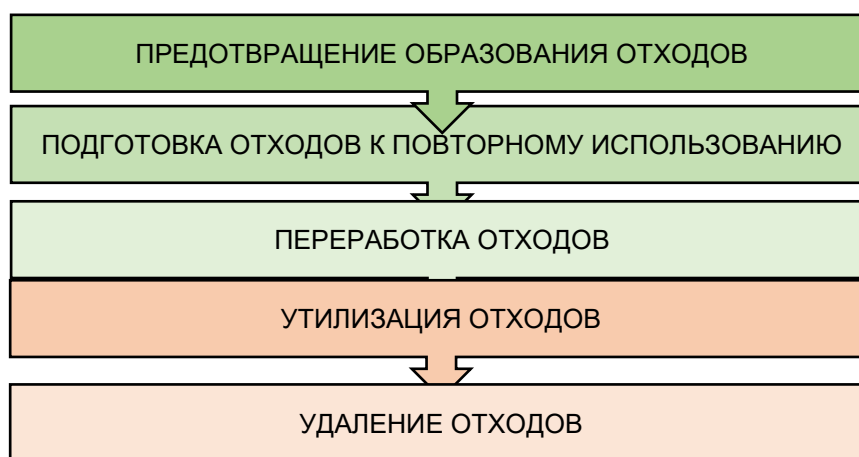 ПРЕДОТВРАЩЕНИЕ ОБРАЗОВАНИЯ ОТХОДОВ
ПОДГОТОВКА ОТХОДОВ К ПОВТОРНОМУ ИСПОЛЬЗОВАНИЮ
ПЕРЕРАБОТКА ОТХОДОВ
УТИЛИЗАЦИЯ ОТХОДОВ
УДАЛЕНИЕ ОТХОДОВ